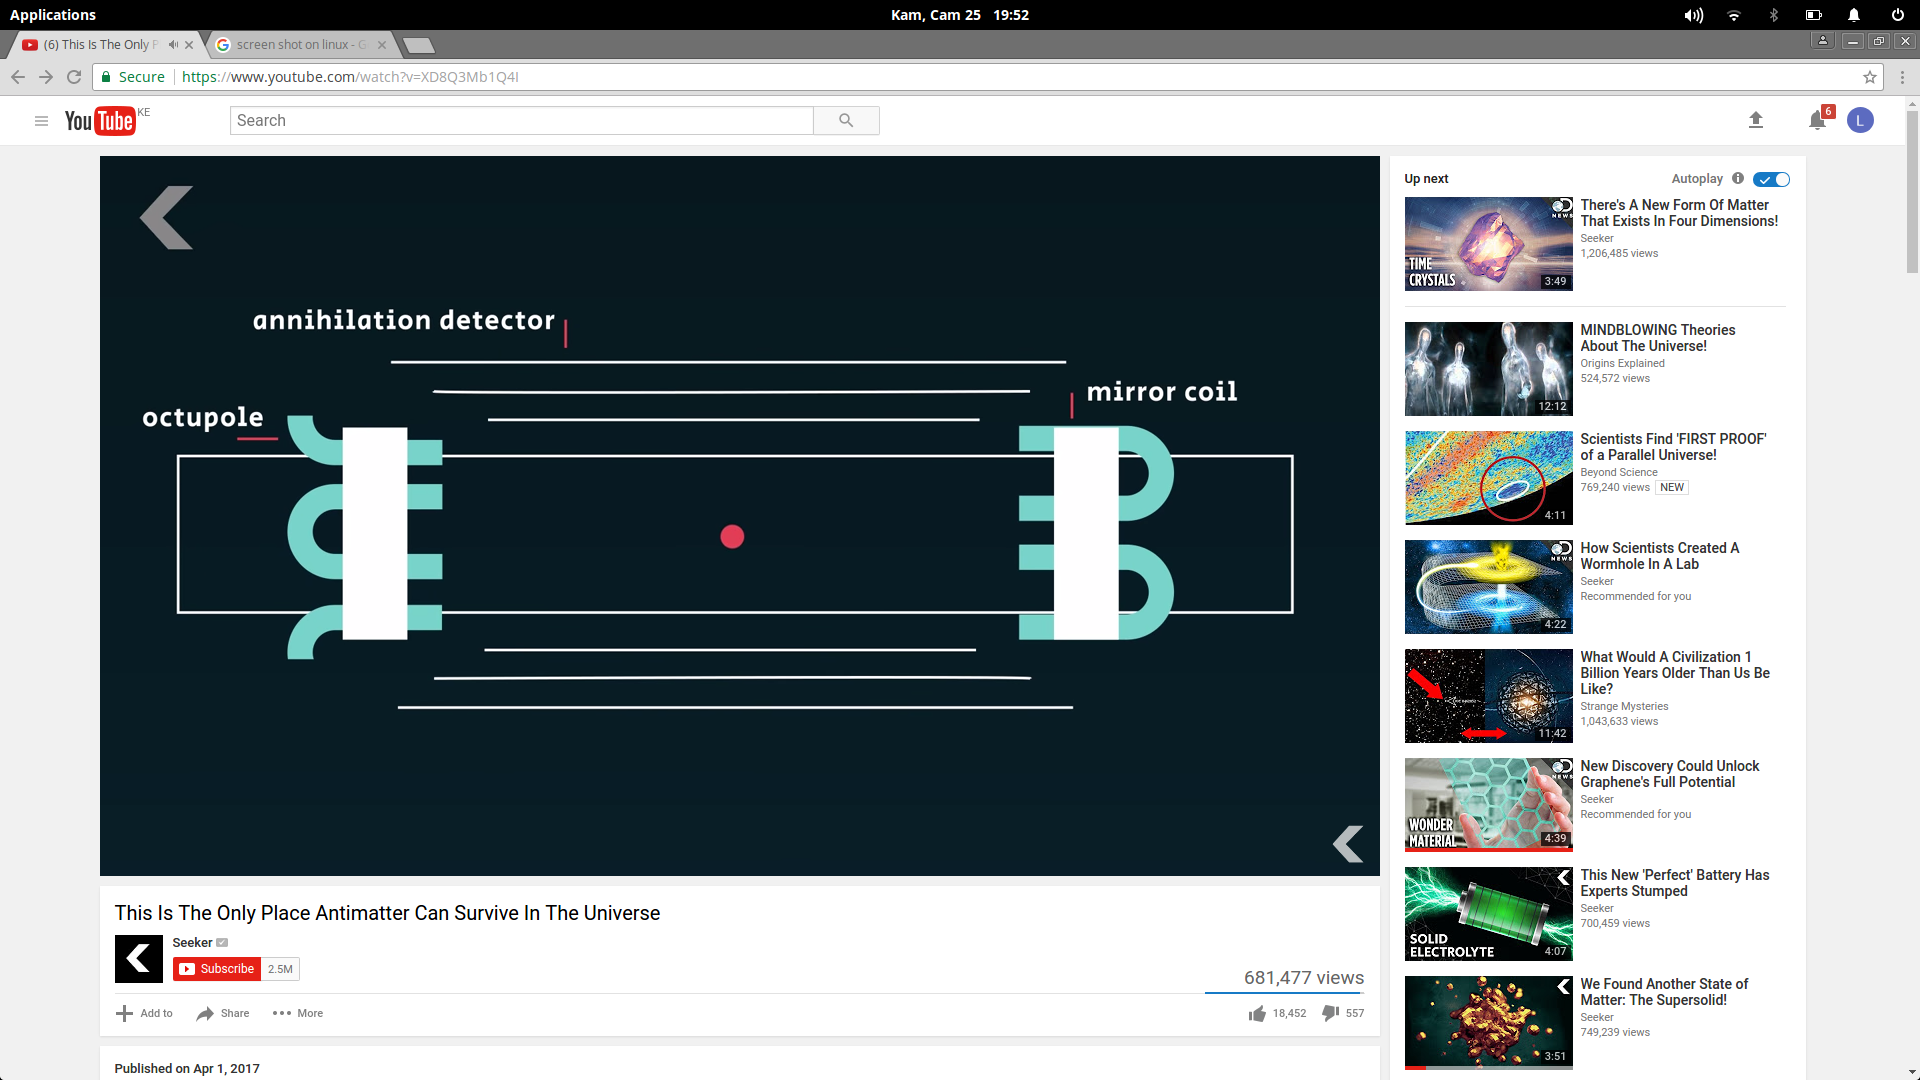 Applications
Kam, Cam 25   19:52
(6) This Is The Only P
screen shot on linux - G
Secure
https://www.youtube.com/watch?v=XD8Q3Mb1Q4I
YouTube KE
Search
6
L
annihilation detector
mirror coil
octupole
This Is The Only Place Antimatter Can Survive In The Universe
Seeker
Subscribe 2.5M
681,477 views
Add to
Share
More
18,452
557
Published on Apr 1, 2017
Up next
Autoplay
TIME
CRYSTALS
NEWS
3:49
There's A New Form Of Matter
That Exists In Four Dimensions!
Seeker
1,206,485 views
12:12
MINDBLOWING Theories
About The Universe!
Origins Explained
524,572 views
4:11
Scientists Find 'FIRST PROOF'
of a Parallel Universe!
Beyond Science
769,240 views NEW
NEWS
4:22
How Scientists Created A
Wormhole In A Lab
Seeker
Recommended for you
11:42
What Would A Civilization 1
Billion Years Older Than Us Be
Like?
Strange Mysteries
1,043,633 views
NEWS
WONDER
MATERIAL
4:39
New Discovery Could Unlock
Graphene's Full Potential
Seeker
Recommended for you
SOLID
ELECTROLYTE
4:07
This New 'Perfect' Battery Has
Experts Stumped
Seeker
700,459 views
3:51
We Found Another State of
Matter: The Supersolid!
Seeker
749,239 views